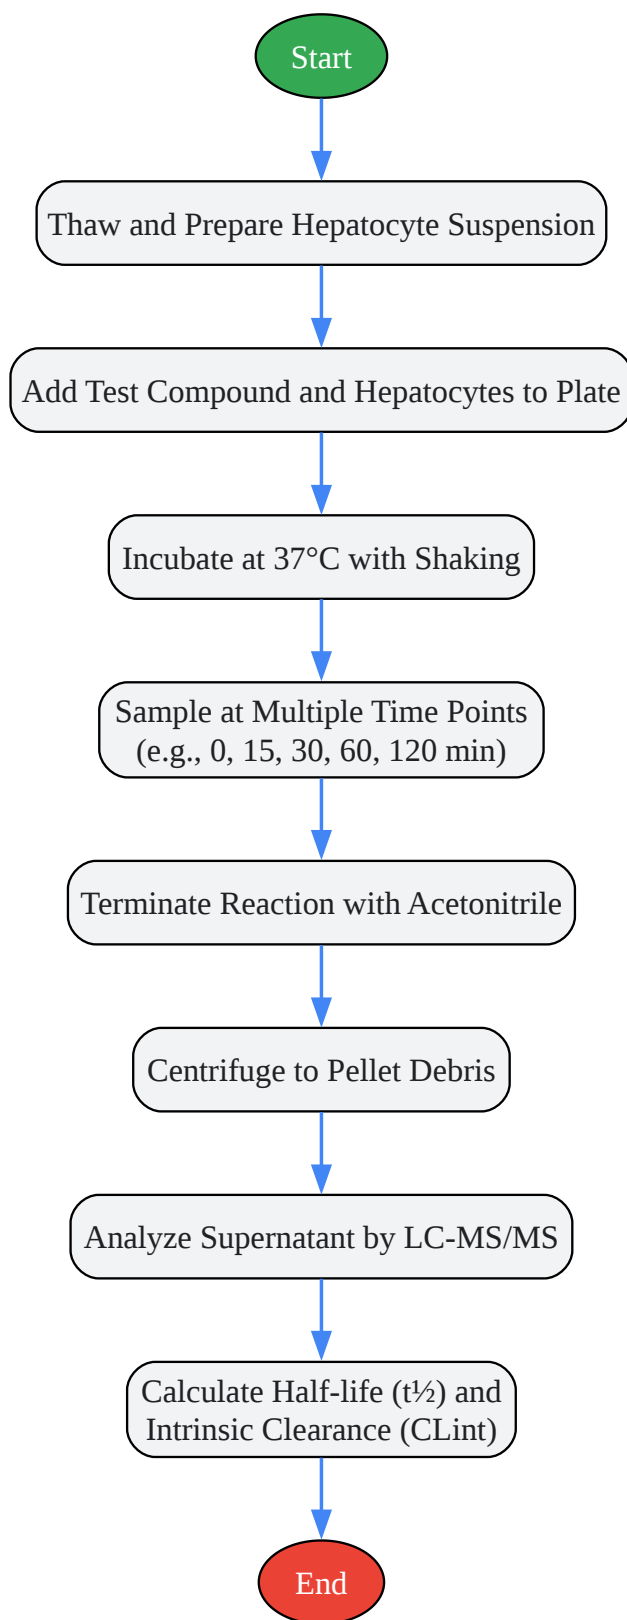 Start
Thaw and Prepare Hepatocyte Suspension
Add Test Compound and Hepatocytes to Plate
Incubate at 37°C with Shaking
Sample at Multiple Time Points
(e.g., 0, 15, 30, 60, 120 min)
Terminate Reaction with Acetonitrile
Centrifuge to Pellet Debris
Analyze Supernatant by LC-MS/MS
Calculate Half-life (t½) and
Intrinsic Clearance (CLint)
End